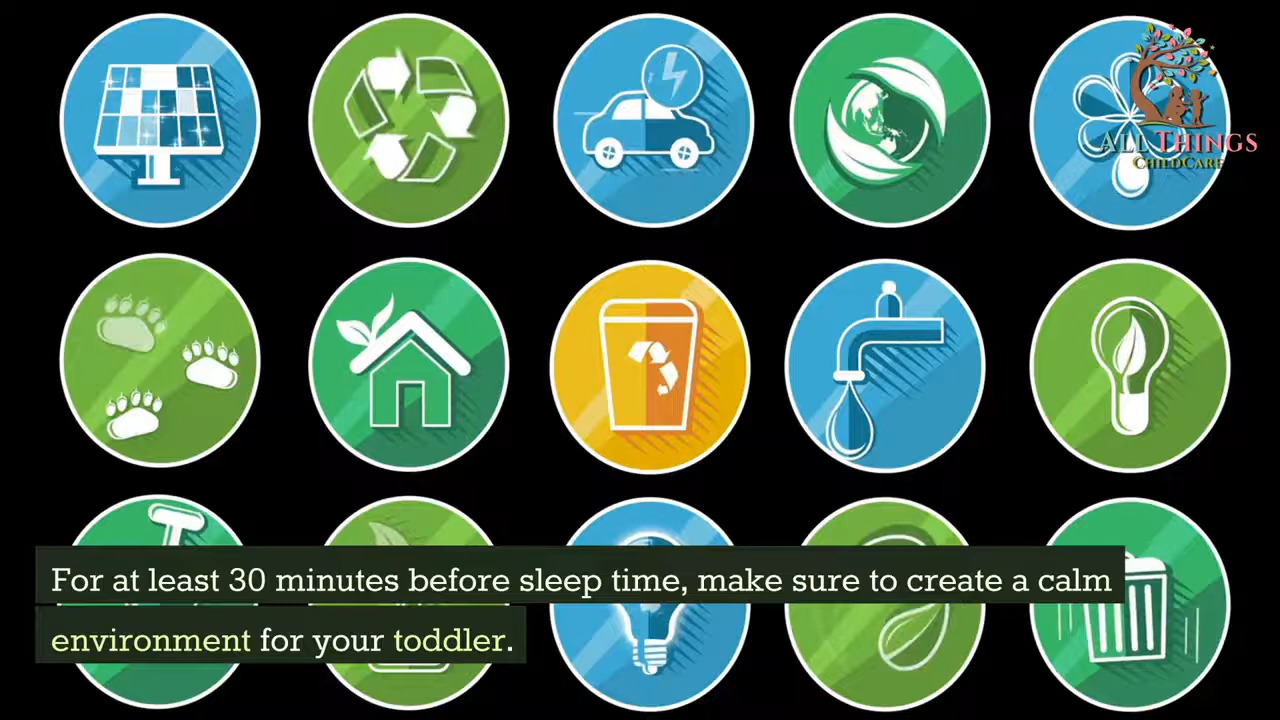 ALL THINGS
CHILDCARE
For at least 30 minutes before sleep time, make sure to create a calm
environment for your toddler.